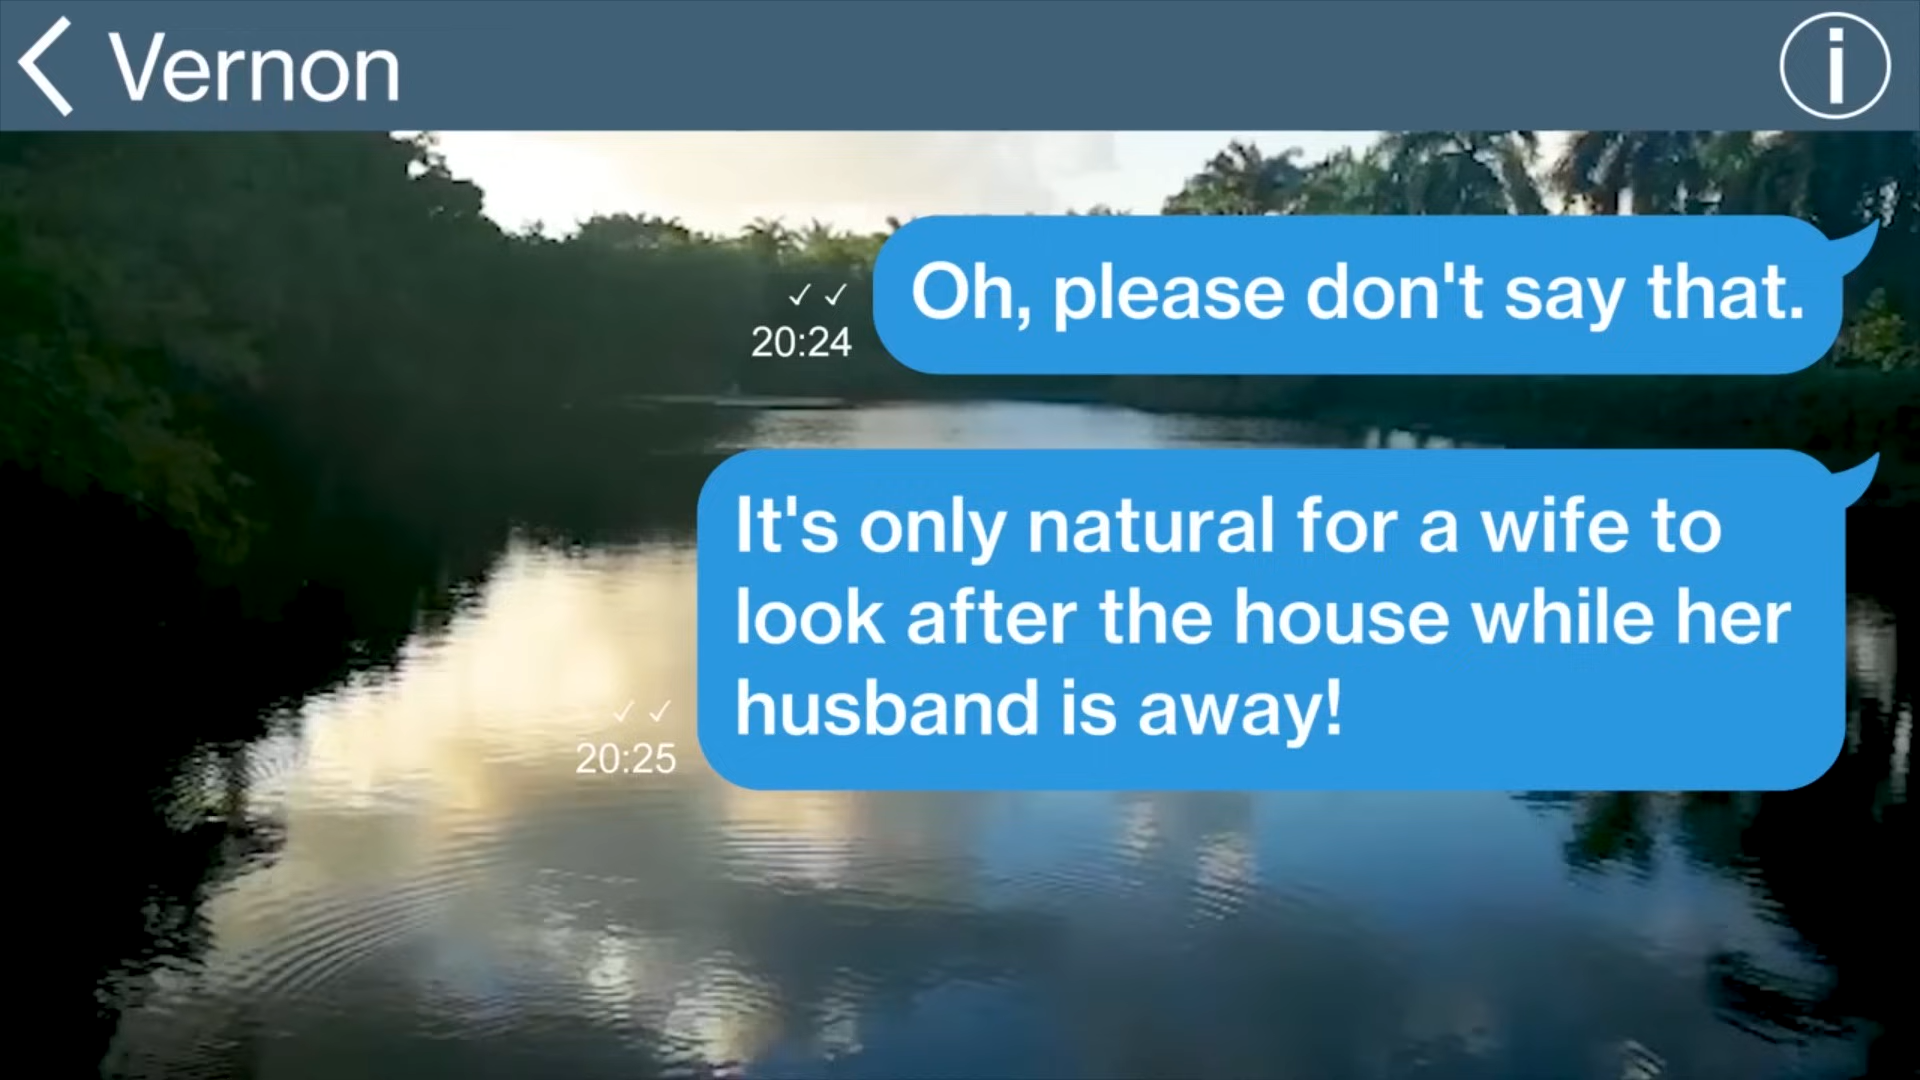 Vernon
Oh, please don't say that.
✓✓
20:24
It's only natural for a wife to
look after the house while her
husband is away!
✓✓
20:25